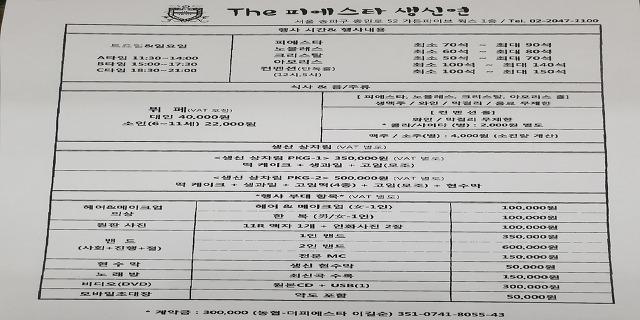 The 피에스타 생신연
서울 송파구 충민로 52 가든파이브 웍스 1층 / Tel. 02-2047-1100
행사 시간& 행사내용
토요일&일요일
A타임 11:30~14:00
B타임 15:00~17:30
C타임 18:30~21:00
피에스타 최소 70석 ~ 최대 90석
노블레스 최소 60석 ~ 최대 80석
크리스탈 최소 50석 ~ 최대 70석
아모리스 최소 100석 ~ 최대 140석
컨벤션(단독홀) 최소 100석 ~ 최대 150석
(12시,5시)
식사 & 음/주류
뷔 페(VAT 포함)
대인 40,000원
소인(6~11세) 22,000원
[ 피에스타, 노블레스, 크리스탈, 아모리스 홀 ]
생맥주 / 와인 / 막걸리 / 음료 무제한
[ 컨벤션홀 ]
와인 / 막걸리 무제한
* 콜라/사이다 (병) : 2,000원 별도
맥주 / 소주(병) : 4,000원 (소진량 계산)
생신 상차림 (VAT 별도)
<생신 상차림 PKG-1> 350,000원 (VAT 별도)
떡 케이크 + 생과일 + 고임(모조)
<생신 상차림 PKG-2> 500,000원 (VAT 별도)
떡 케이크 + 생과일 + 고임떡(4종) + 고임(모조) + 현수막
*행사 부대 항목* (VAT 별도)
헤어&메이크업 헤어 & 메이크업 (女-1인) 100,000원
의상 한 복 (男/女-1인) 100,000원
원판 사진 11R 액자 1개 + 인화사진 2장 100,000원
밴 드
(사회+진행+점)
1인 밴드 350,000원
2인 밴드 600,000원
전문 MC 150,000원
현 수 막 생신 현수막 50,000원
노 래 방 최신곡 수록 150,000원
비디오(DVD) 원본CD + USB(1) 300,000원
모바일초대장 약도 포함 50,000원
* 계약금 : 300,000 (농협-더피에스타 이길순) 351-0741-8055-43